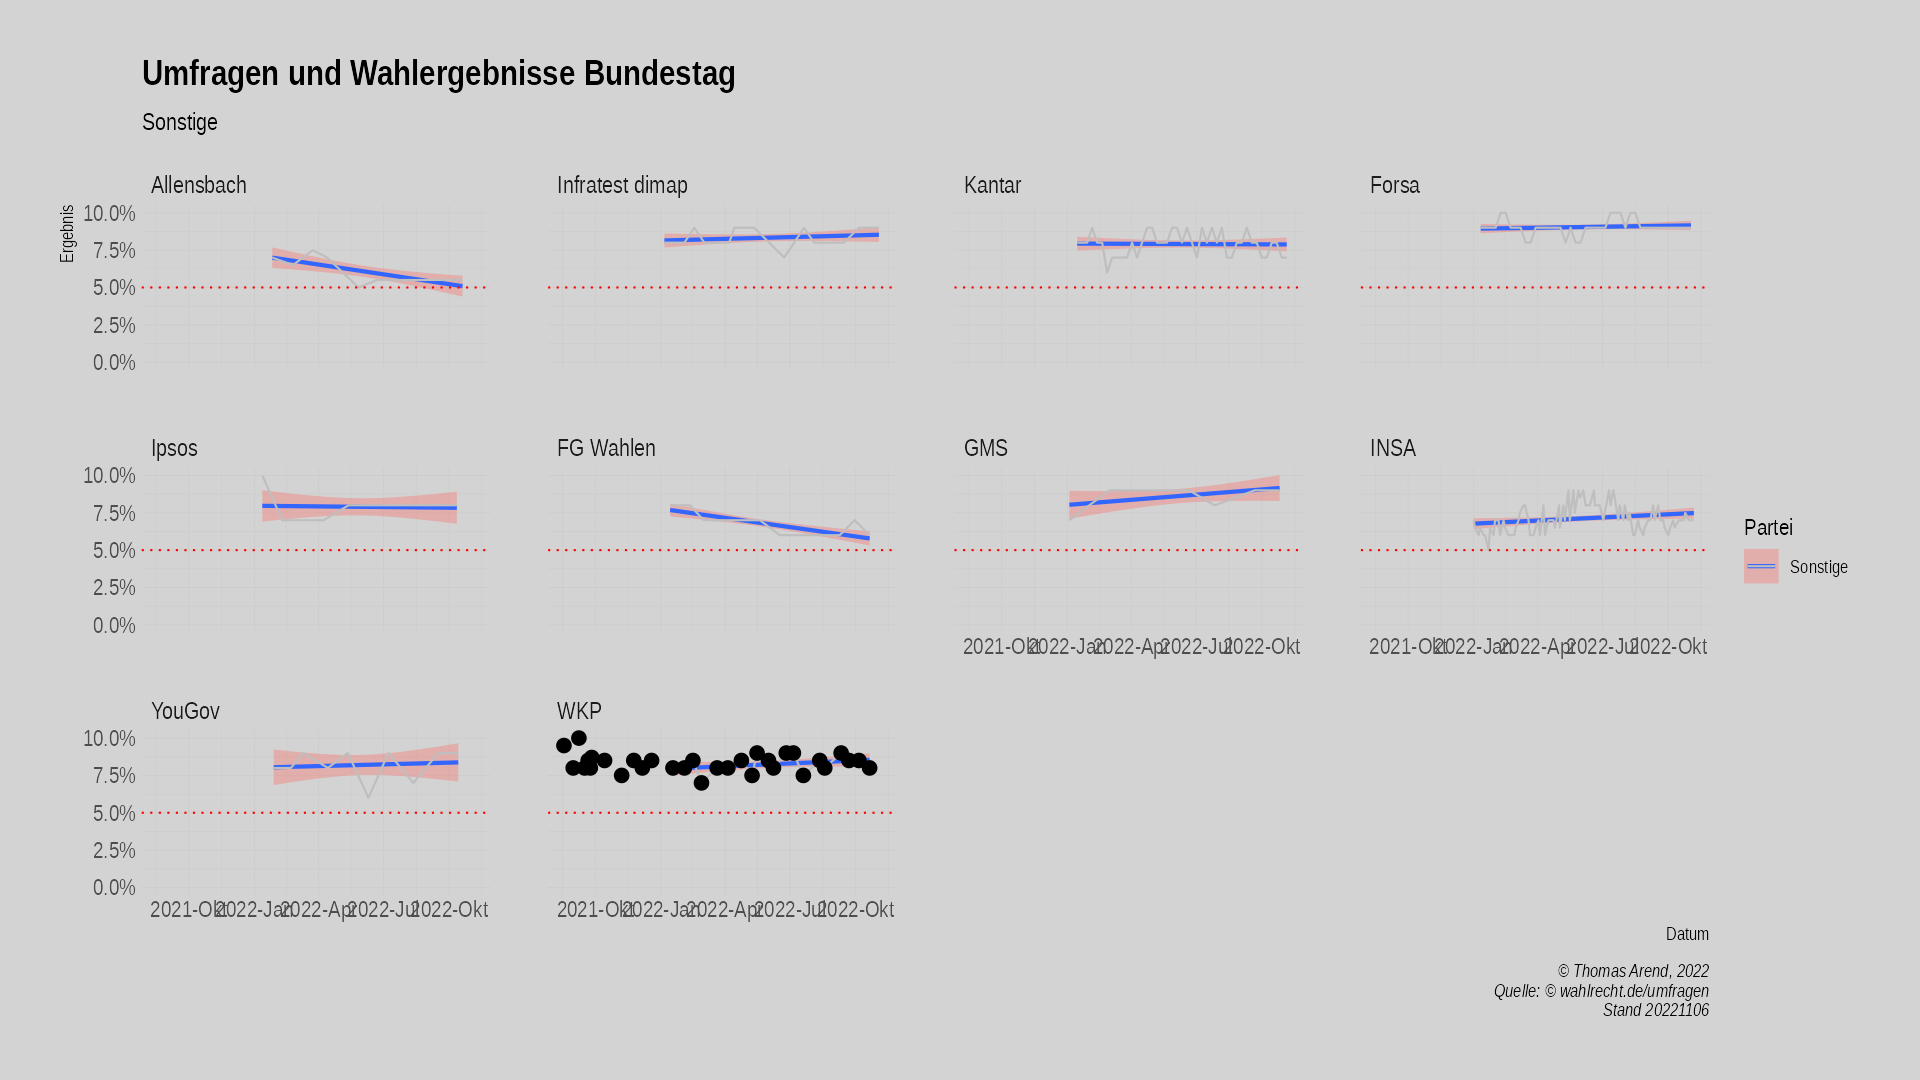 Umfragen und Wahlergebnisse Bundestag
Sonstige
Allensbach
Infratest dimap
Kantar
Forsa
Ergebnis
10.0%
7.5%
5.0%
2.5%
0.0%
Ipsos
FG Wahlen
GMS
INSA
10.0%
7.5%
5.0%
2.5%
0.0%
2021-Okt 2022-Jan 2022-Apr 2022-Jul 2022-Okt
2021-Okt 2022-Jan 2022-Apr 2022-Jul 2022-Okt
Partei
Sonstige
YouGov
WKP
10.0%
7.5%
5.0%
2.5%
0.0%
2021-Okt 2022-Jan 2022-Apr 2022-Jul 2022-Okt
2021-Okt 2022-Jan 2022-Apr 2022-Jul 2022-Okt
Datum
© Thomas Arend, 2022
Quelle: © wahlrecht.de/umfragen
Stand 20221106